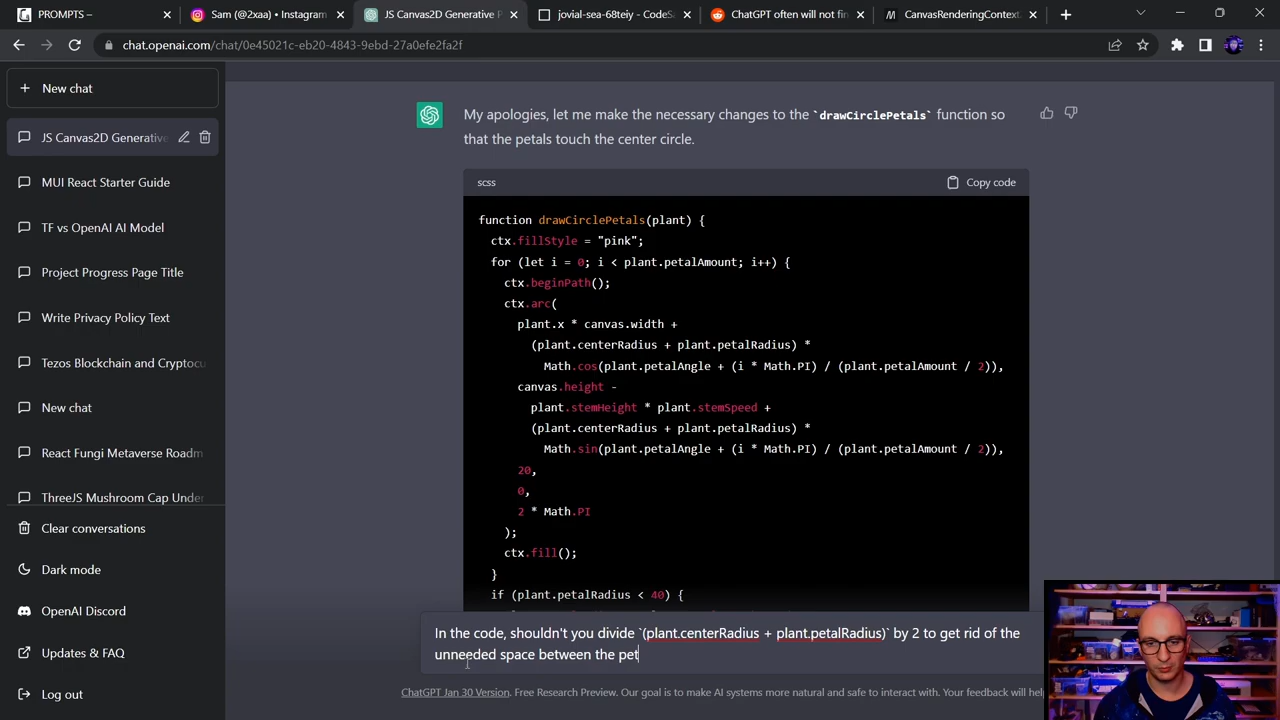 PROMPTS –
Sam (@2xaa) • Instagram
JS Canvas2D Generative P
jovial-sea-68teiy - CodeSa
ChatGPT often will not fin
CanvasRenderingContext
chat.openai.com/chat/0e45021c-eb20-4843-9ebd-27a0efe2fa2f
New chat
JS Canvas2D Generative
MUI React Starter Guide
TF vs OpenAI AI Model
Project Progress Page Title
Write Privacy Policy Text
Tezos Blockchain and Cryptocu
New chat
React Fungi Metaverse Roadm
ThreeJS Mushroom Cap Under
Clear conversations
Dark mode
OpenAI Discord
Updates & FAQ
Log out
My apologies, let me make the necessary changes to the `drawCirclePetals` function so
that the petals touch the center circle.
scss
Copy code
function drawCirclePetals(plant) {
ctx.fillStyle = "pink";
for (let i = 0; i < plant.petalAmount; i++) {
ctx.beginPath();
ctx.arc(
plant.x * canvas.width +
(plant.centerRadius + plant.petalRadius) *
Math.cos(plant.petalAngle + (i * Math.PI) / (plant.petalAmount / 2)),
canvas.height -
plant.stemHeight * plant.stemSpeed +
(plant.centerRadius + plant.petalRadius) *
Math.sin(plant.petalAngle + (i * Math.PI) / (plant.petalAmount / 2)),
20,
0,
2 * Math.PI
);
ctx.fill();
}
if (plant.petalRadius < 40) {
In the code, shouldn't you divide `(plant.centerRadius + plant.petalRadius)` by 2 to get rid of the
unneeded space between the pet
ChatGPT Jan 30 Version. Free Research Preview. Our goal is to make AI systems more natural and safe to interact with. Your feedback will hel